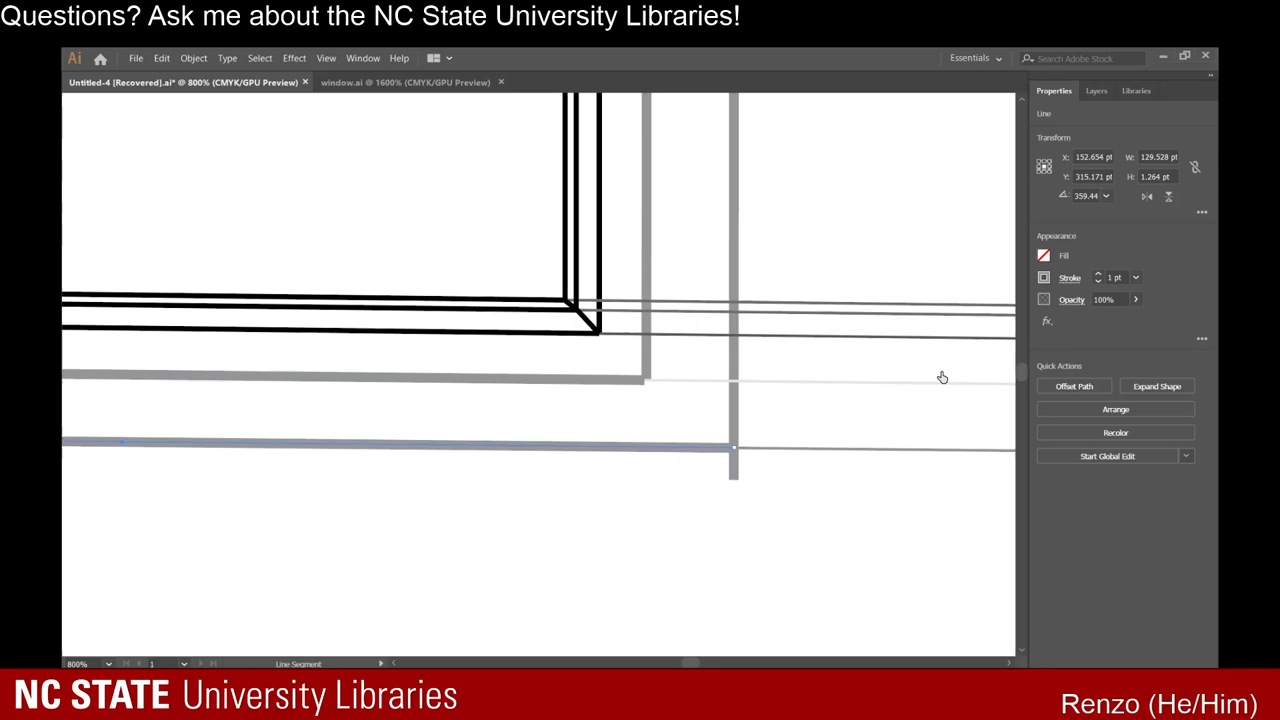 Questions? Ask me about the NC State University Libraries!
Ai File Edit Object Type Select Effect View Window Help Essentials Search Adobe Stock
Untitled-4 [Recovered].ai* @ 800% (CMYK/GPU Preview) × window.ai @ 1600% (CMYK/GPU Preview) ×
Properties Layers Libraries
Line
Transform
X: 152.654 pt W: 129.528 pt
Y: 315.171 pt H: 1.264 pt
359.44
Appearance
Fill
Stroke 1 pt
Opacity 100%
fx.
Quick Actions
Offset Path Expand Shape
Arrange
Recolor
Start Global Edit
800% 1 Line Segment
NC STATE University Libraries
Renzo (He/Him)